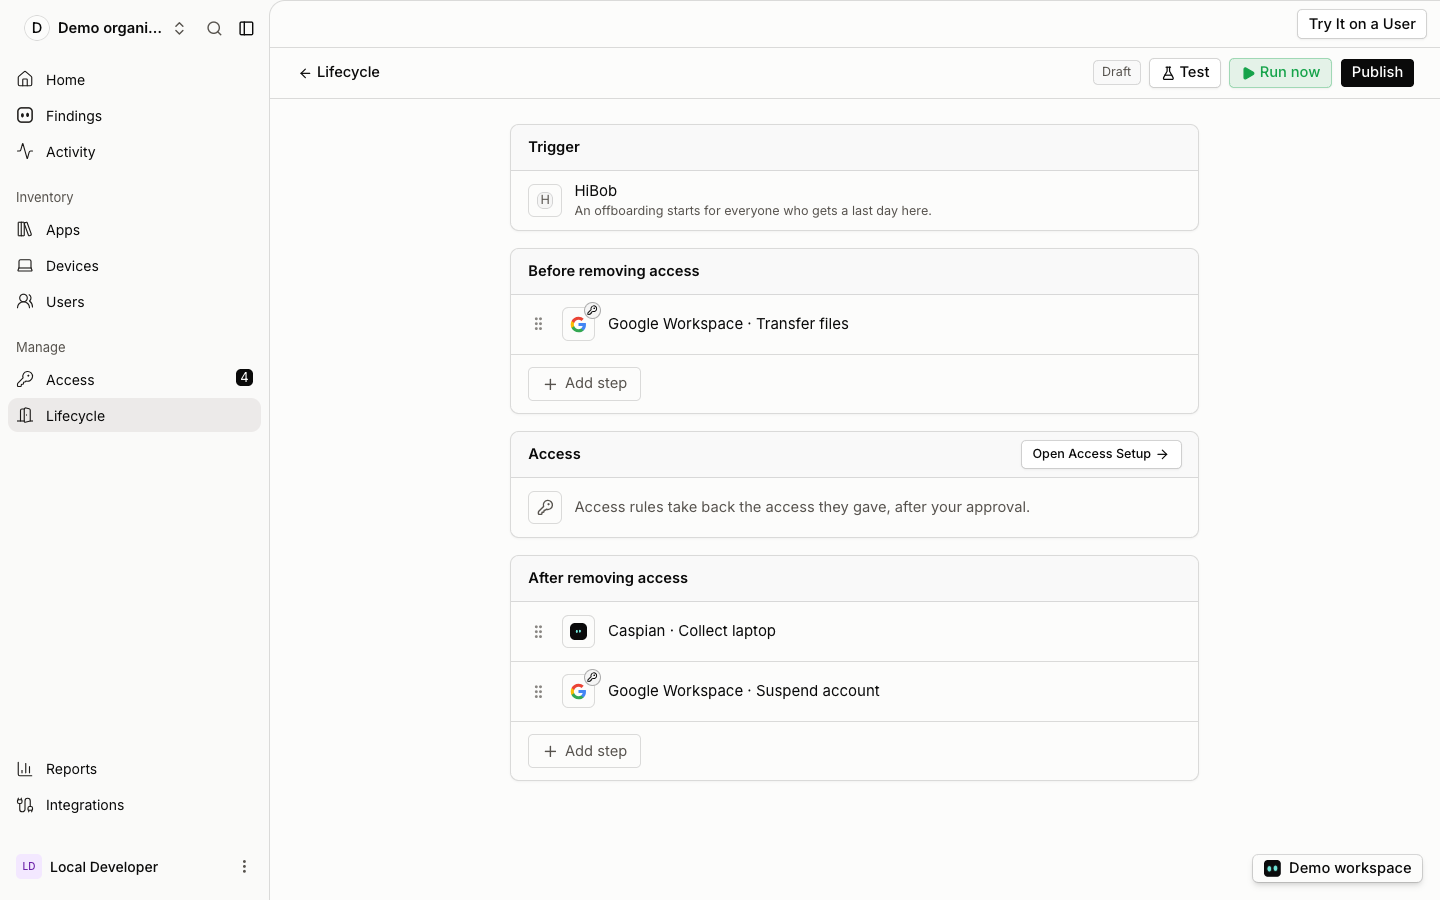 D Demo organi...
Home
Findings
Activity
Inventory
Apps
Devices
Users
Manage
Access 4
Lifecycle
Reports
Integrations
LD Local Developer
Try It on a User
Lifecycle
Draft Test Run now Publish
Trigger
H HiBob
An offboarding starts for everyone who gets a last day here.
Before removing access
Google Workspace · Transfer files
Add step
Access Open Access Setup
Access rules take back the access they gave, after your approval.
After removing access
Caspian · Collect laptop
Google Workspace · Suspend account
Add step
Demo workspace